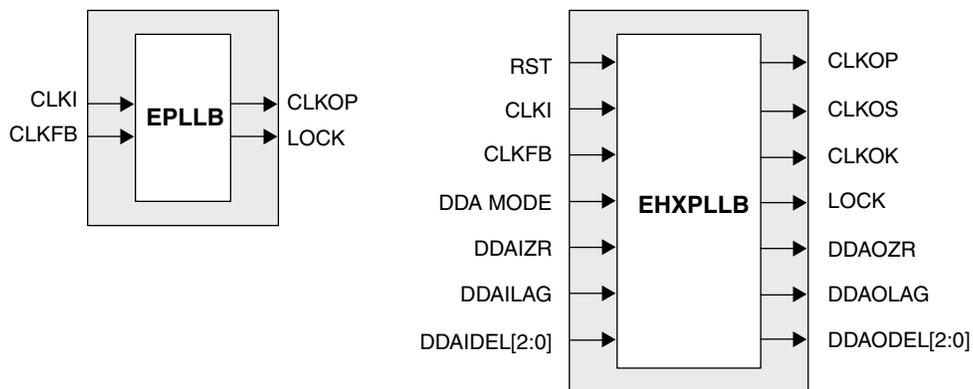 CLKI
CLKFB
EPLLB
CLKOP
LOCK
RST
CLKI
CLKFB
DDA MODE
DDAIZR
DDAILAG
DDAIDEL[2:0]
EHXPLLB
CLKOP
CLKOS
CLKOK
LOCK
DDAOZR
DDAOLAG
DDAODEL[2:0]